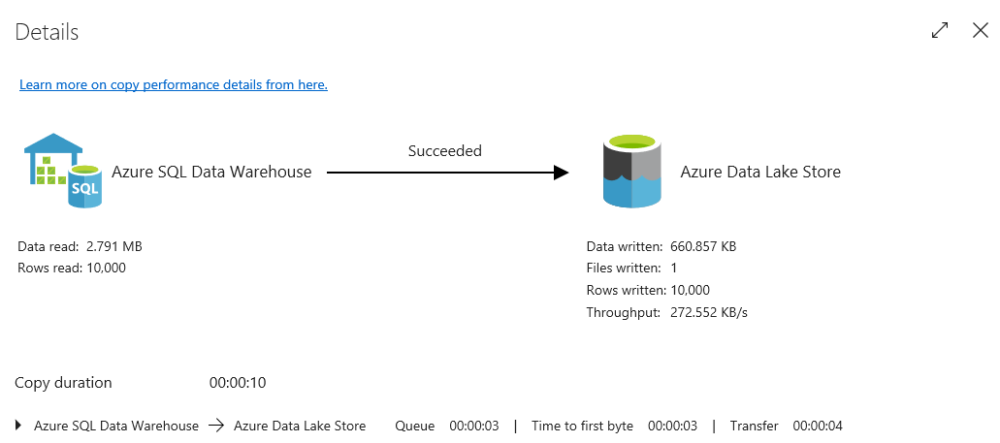 Details
Learn more on copy performance details from here.
Succeeded
SQL
Azure SQL Data Warehouse
Azure Data Lake Store
Data read: 2.791 MB
Rows read: 10,000
Data written: 660.857 KB
Files written: 1
Rows written: 10,000
Throughput: 272.552 KB/s
Copy duration 00:00:10
Azure SQL Data Warehouse → Azure Data Lake Store Queue 00:00:03 | Time to first byte 00:00:03 | Transfer 00:00:04